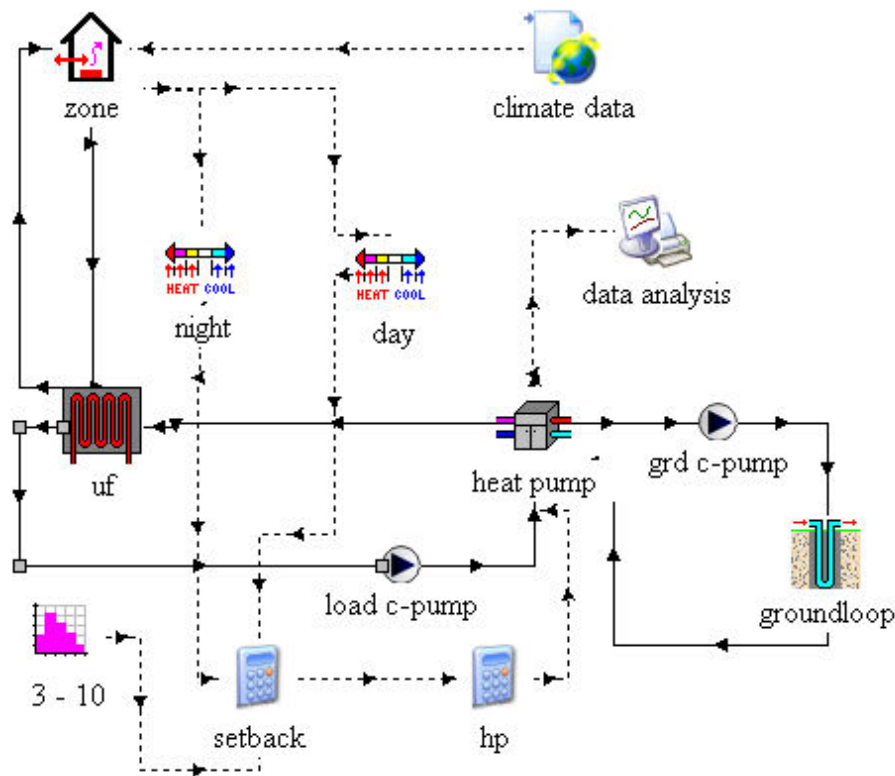 zone
climate data
HEAT COOL
night
HEAT COOL
day
data analysis
uf
heat pump
grd c-pump
load c-pump
groundloop
3 - 10
setback
hp